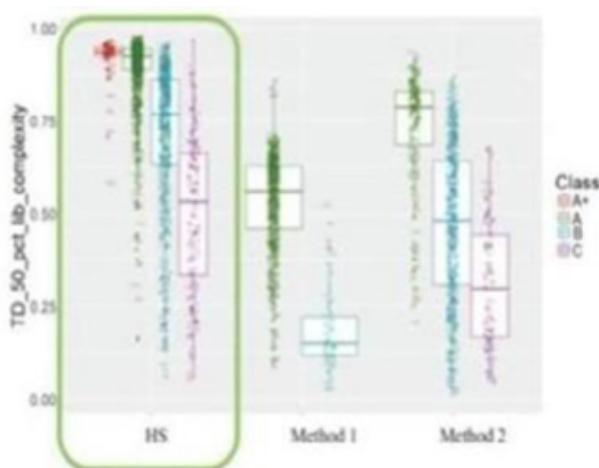 TD_50_pct_lib_complexity
1.00
0.75
0.50
0.25
0.00
HS
Method 1
Method 2
Class
A+
A
B
C